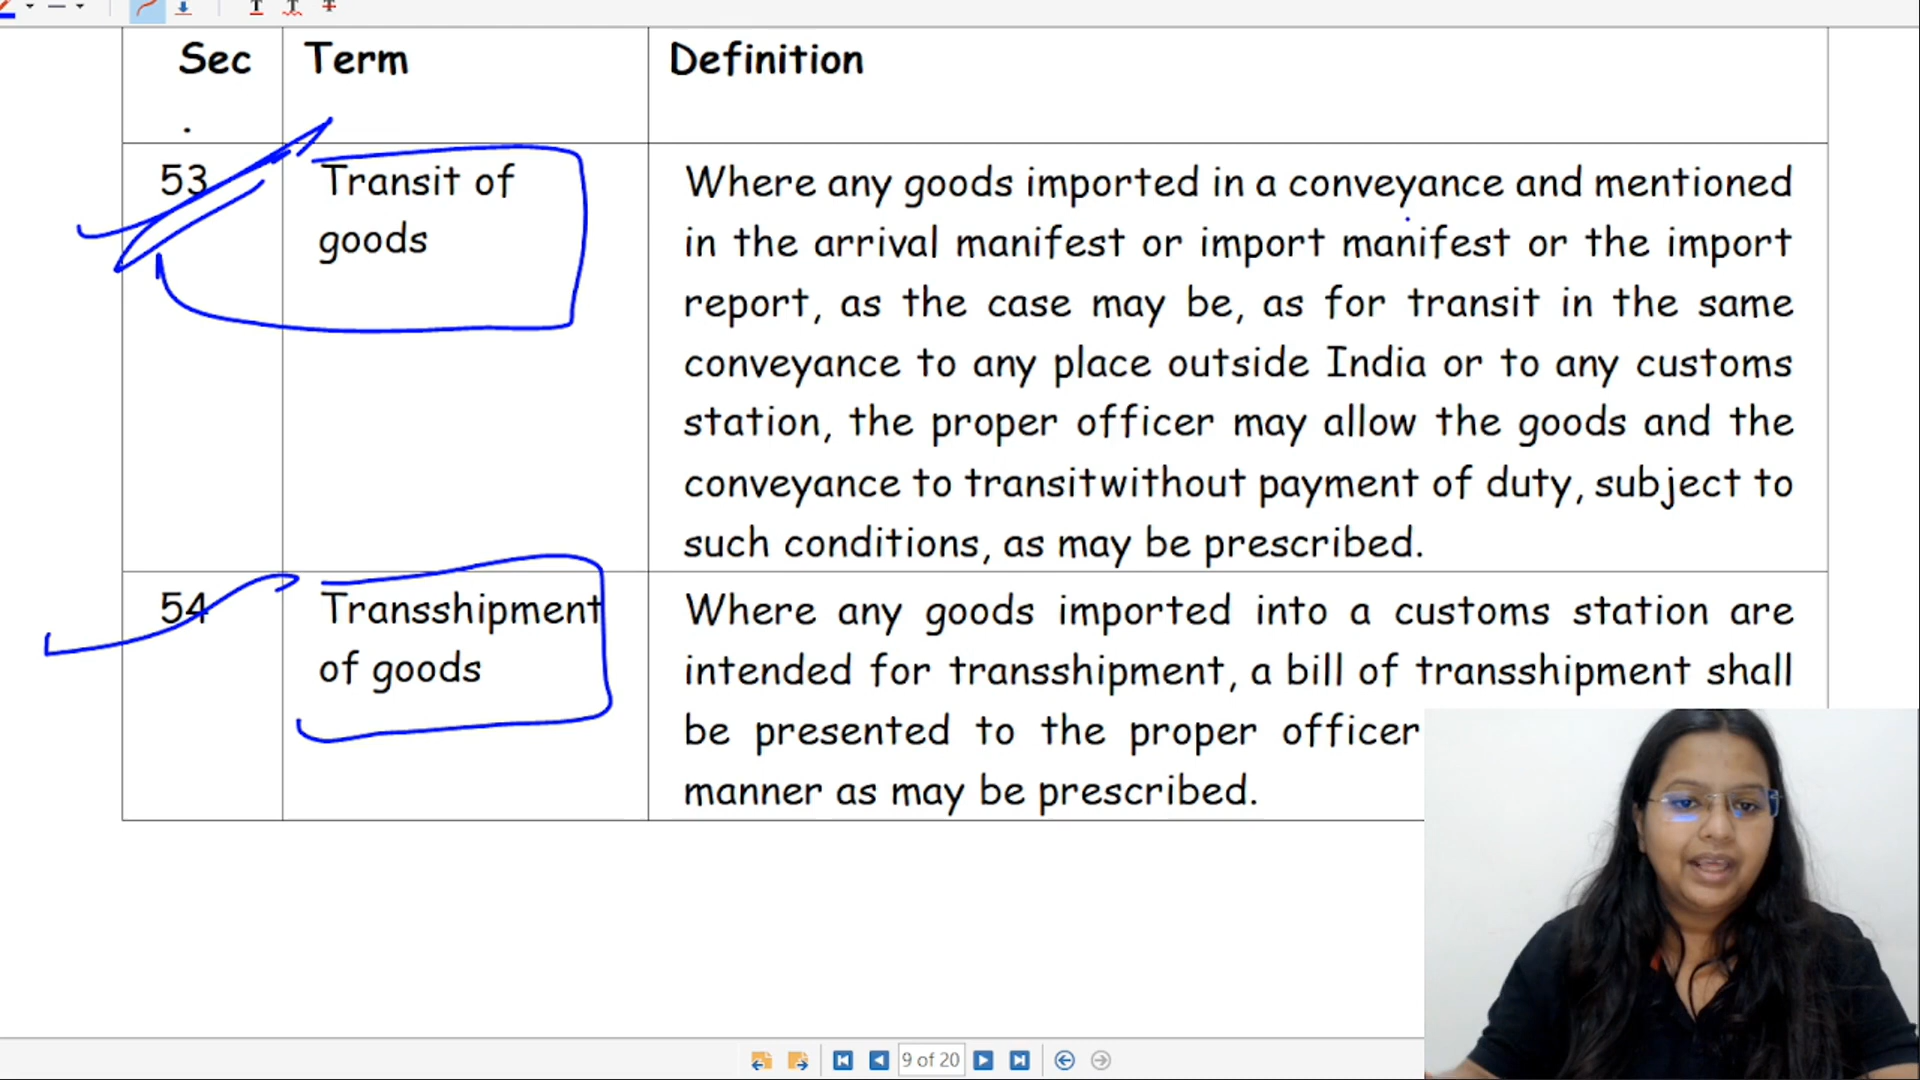 Sec
.
Term
Definition
53
Transit of
goods
Where any goods imported in a conveyance and mentioned
in the arrival manifest or import manifest or the import
report, as the case may be, as for transit in the same
conveyance to any place outside India or to any customs
station, the proper officer may allow the goods and the
conveyance to transitwithout payment of duty, subject to
such conditions, as may be prescribed.
54
Transshipment
of goods
Where any goods imported into a customs station are
intended for transshipment, a bill of transshipment shall
be presented to the proper officer
manner as may be prescribed.
9 of 20